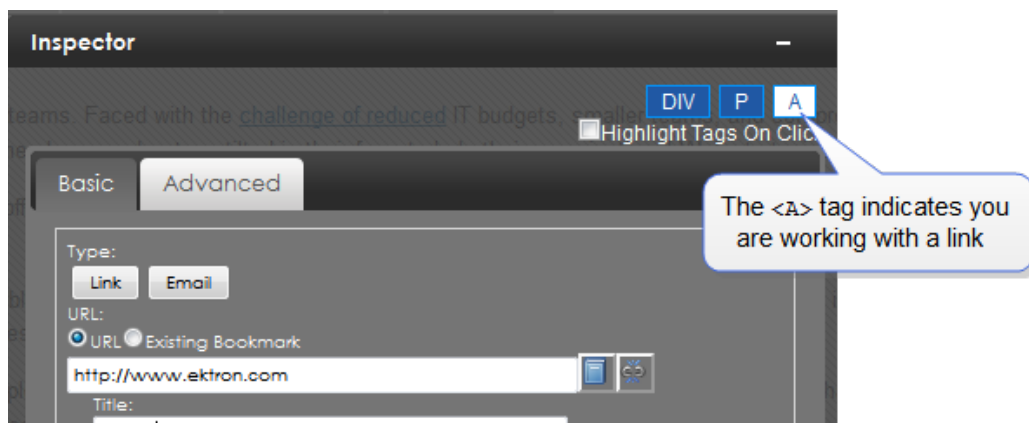 Inspector
DIV P A
teams. Faced with the challenge of reduced IT budgets, smaller
Highlight Tags On Clic
Basic Advanced
The <A> tag indicates you
are working with a link
Type:
Link Email
URL:
URL Existing Bookmark
http://www.ektron.com
Title: